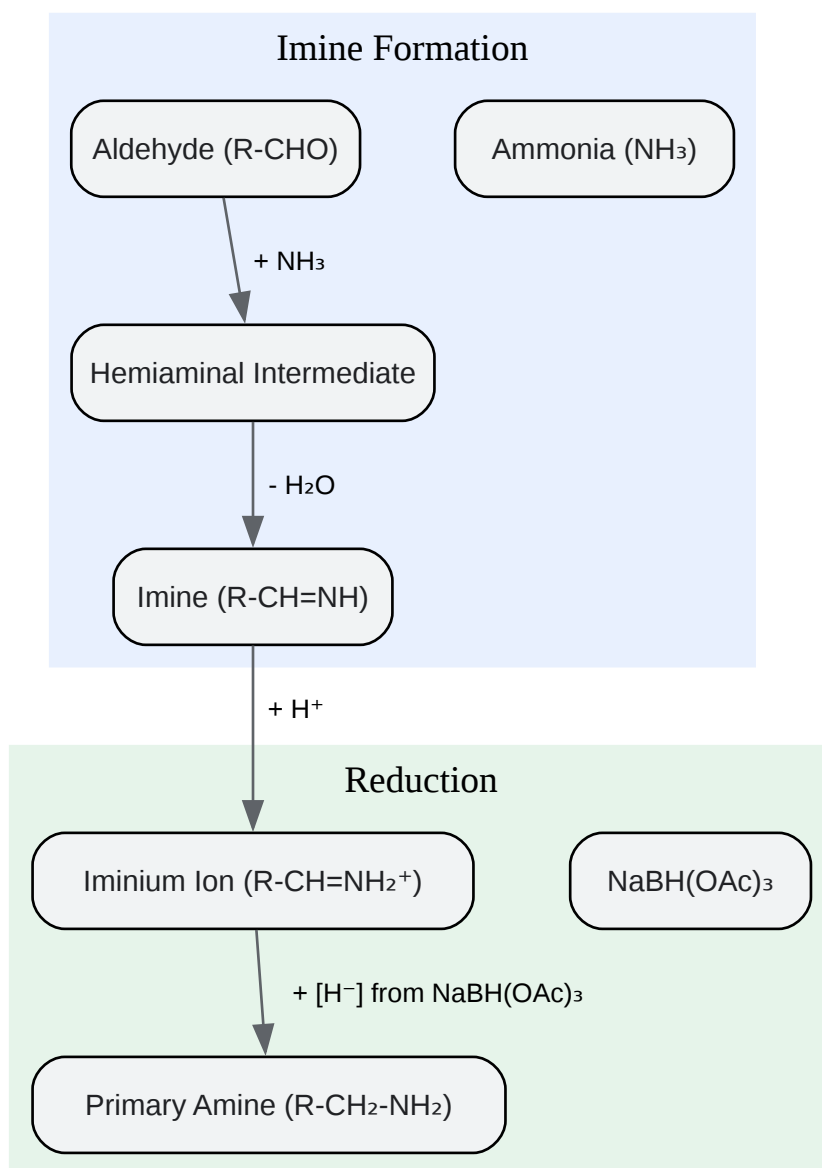 Imine Formation
Aldehyde (R-CHO)
Ammonia (NH₃)
+ NH₃
Hemiaminal Intermediate
- H₂O
Imine (R-CH=NH)
+ H⁺
Reduction
Iminium Ion (R-CH=NH₂⁺)
NaBH(OAc)₃
+ [H⁻] from NaBH(OAc)₃
Primary Amine (R-CH₂-NH₂)